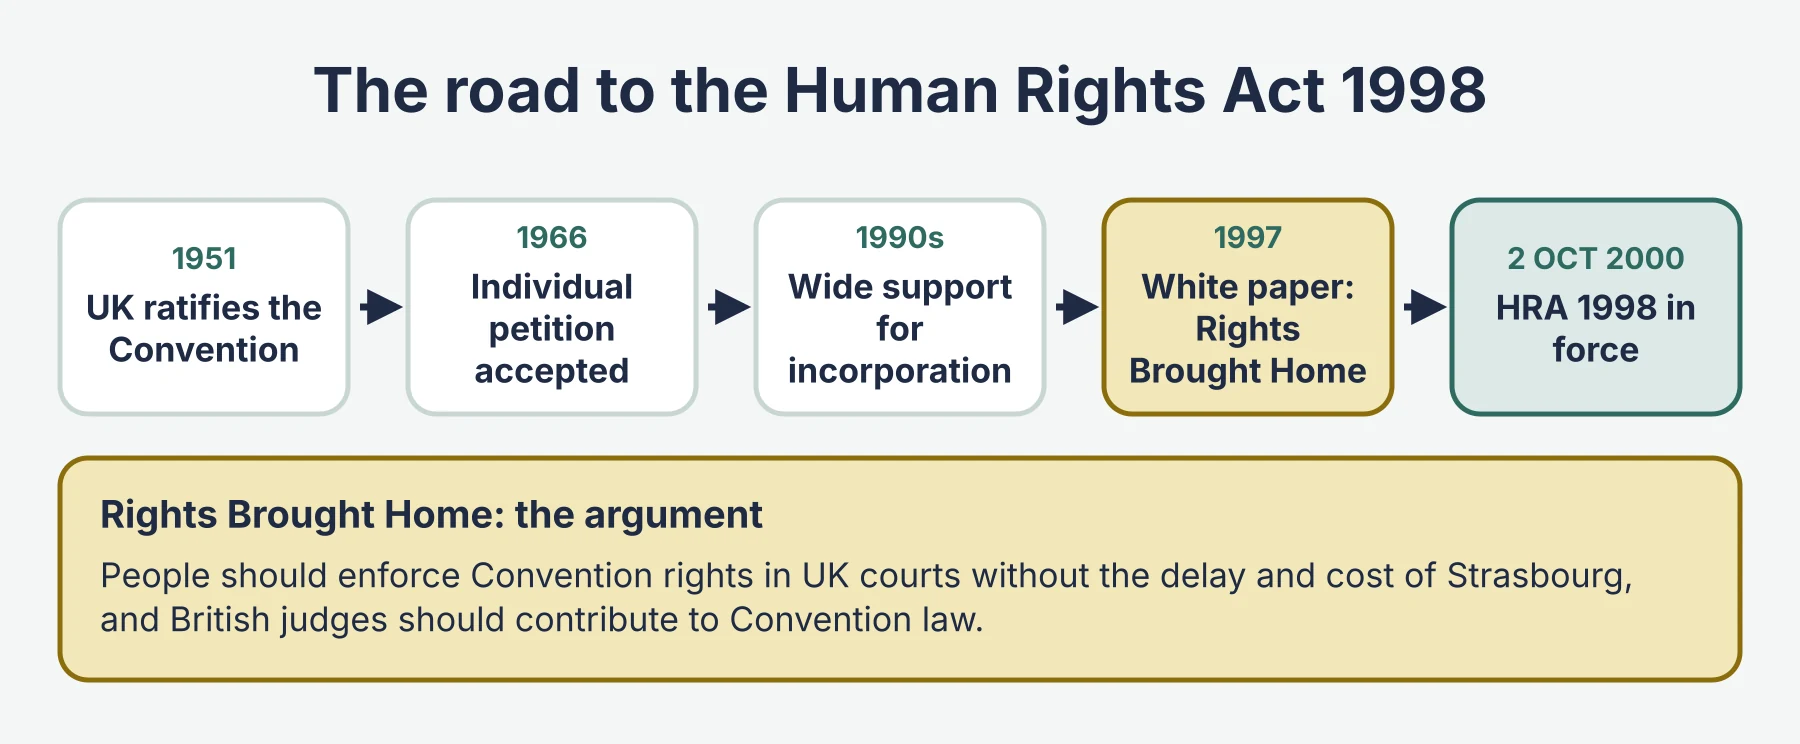 The road to the Human Rights Act 1998
1951
UK ratifies the
Convention
1966
Individual
petition
accepted
1990s
Wide support
for
incorporation
1997
White paper:
Rights
Brought Home
2 OCT 2000
HRA 1998 in
force
Rights Brought Home: the argument
People should enforce Convention rights in UK courts without the delay and cost of Strasbourg,
and British judges should contribute to Convention law.